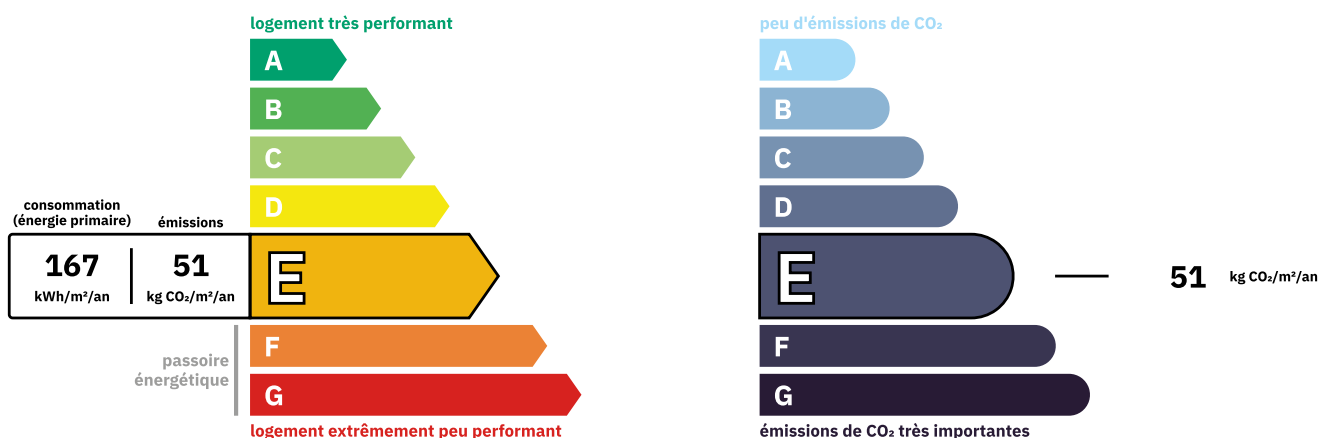 logement très performant
A
B
C
D
consommation
(énergie primaire)
émissions
167
kWh/m²/an
51
kg CO₂/m²/an
E
passoire
énergétique
F
G
logement extrêmement peu performant
peu d'émissions de CO₂
A
B
C
D
E
51
kg CO₂/m²/an
F
G
émissions de CO₂ très importantes